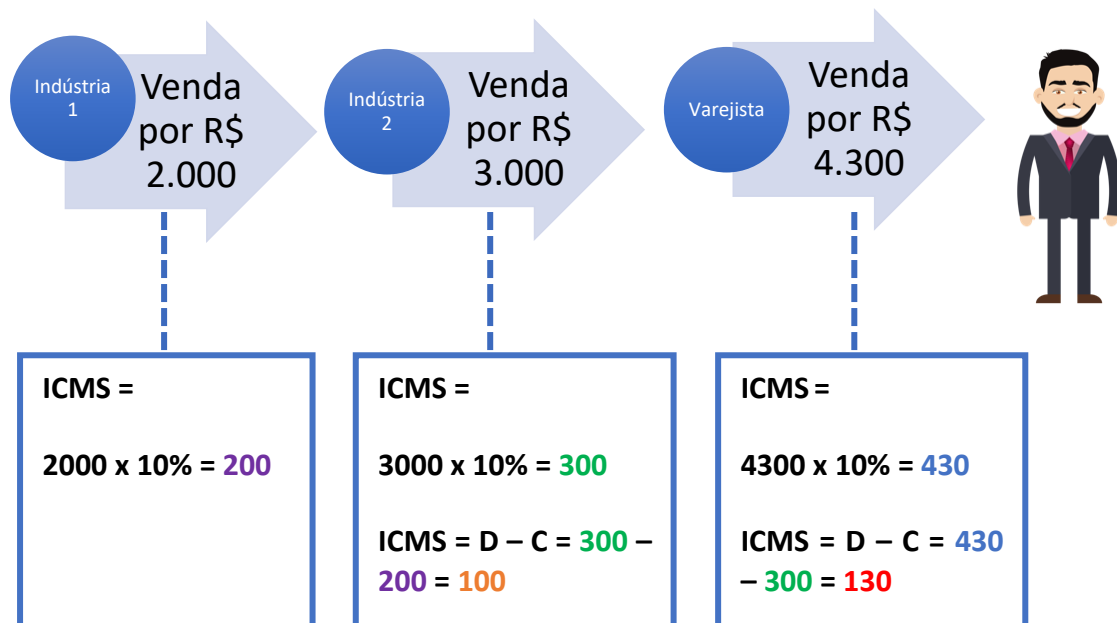 Indústria
1
Venda
por R$
2.000
Indústria
2
Venda
por R$
3.000
Varejista
Venda
por R$
4.300
ICMS =
2000 x 10% = 200
ICMS =
3000 x 10% = 300
ICMS = D – C = 300 –
200 = 100
ICMS =
4300 x 10% = 430
ICMS = D – C = 430
– 300 = 130